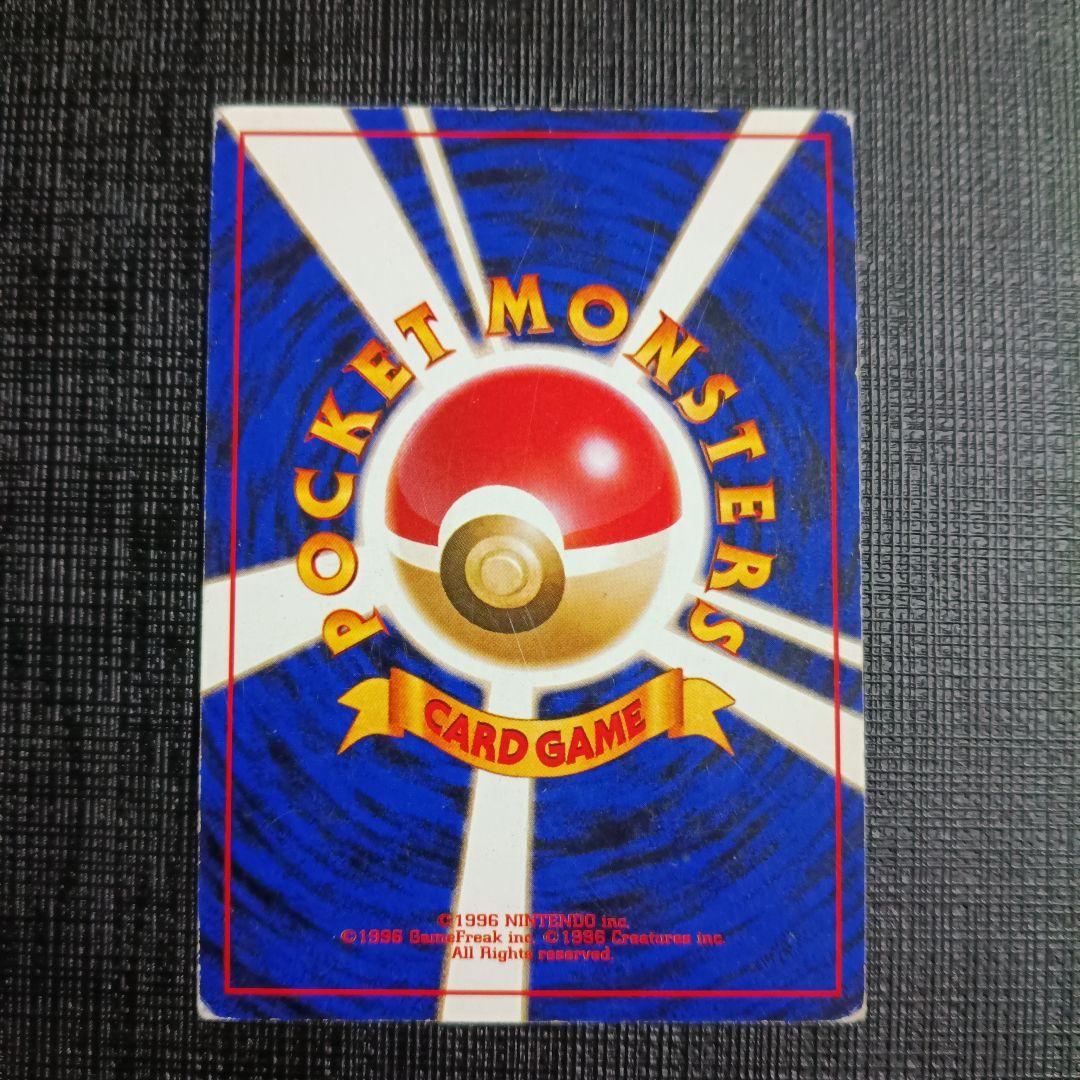 POCKET MONSTERS
CARD GAME
©1996 NINTENDO inc.
©1996 GameFreak inc. ©1996 Creatures inc.
All Rights reserved.